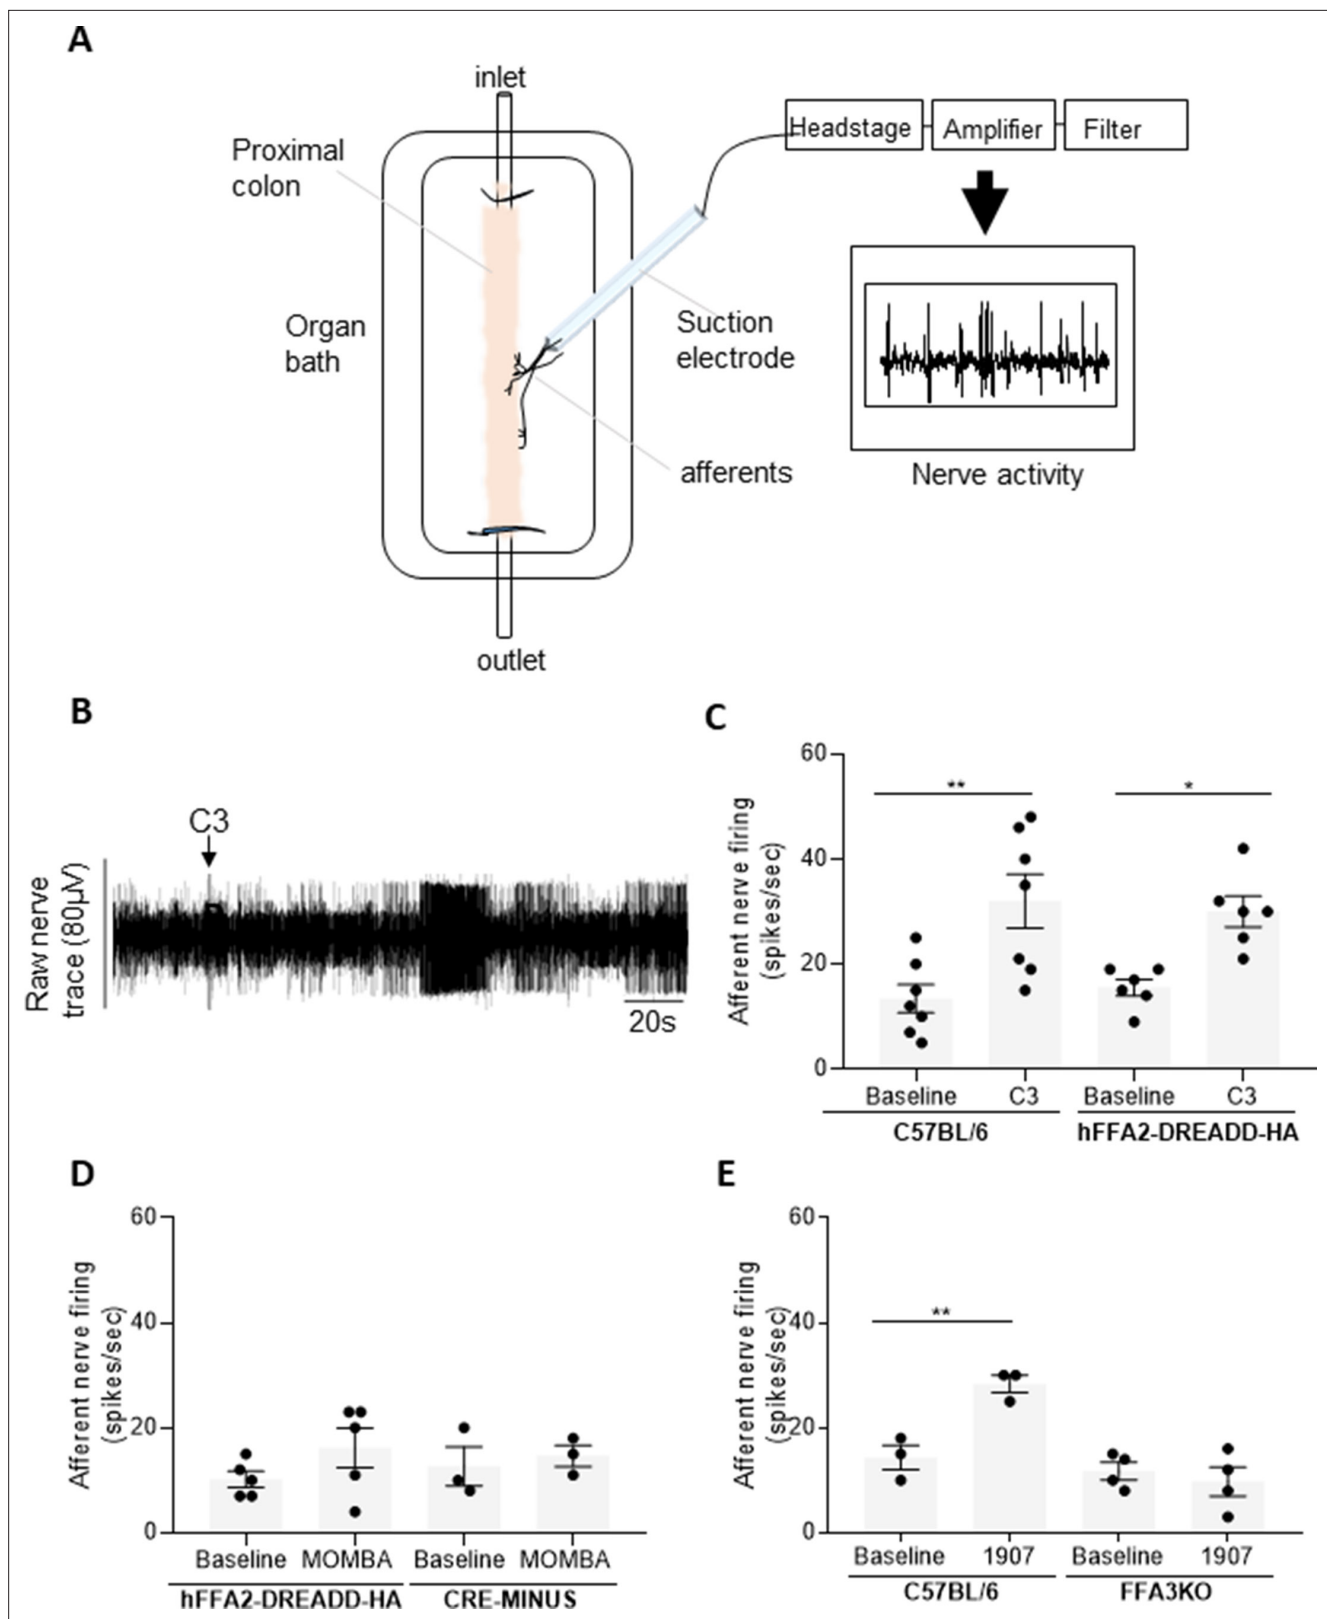 A
inlet
Proximal
colon
Headstage
Amplifier
Filter
Organ
bath
Suction
electrode
afferents
Nerve activity
outlet
B
C3
Raw nerve
trace (80µV)
20s
C
Afferent nerve firing
(spikes/sec)
60
40
20
0
**
*
Baseline
C3
Baseline
C3
C57BL/6
hFFA2-DREADD-HA
D
Afferent nerve firing
(spikes/sec)
60
40
20
0
Baseline
MOMBA
Baseline
MOMBA
hFFA2-DREADD-HA
CRE-MINUS
E
Afferent nerve firing
(spikes/sec)
60
40
20
0
**
Baseline
1907
Baseline
1907
C57BL/6
FFA3KO